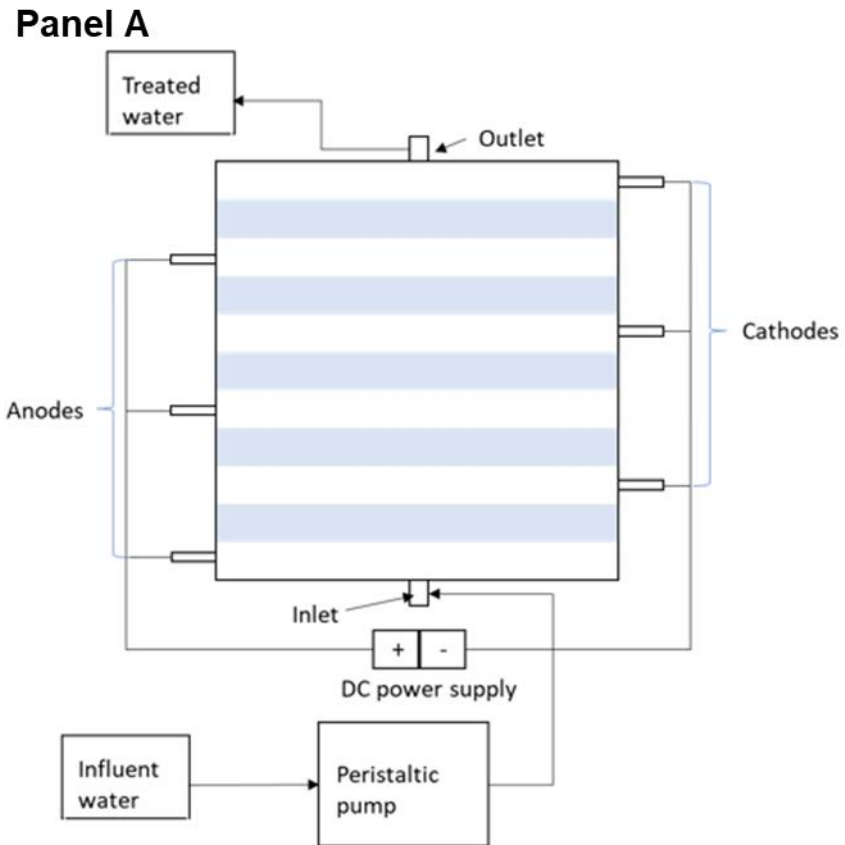 Panel A
Treated
water
Outlet
Cathodes
Anodes
Inlet
+ -
DC power supply
Influent
water
Peristaltic
pump